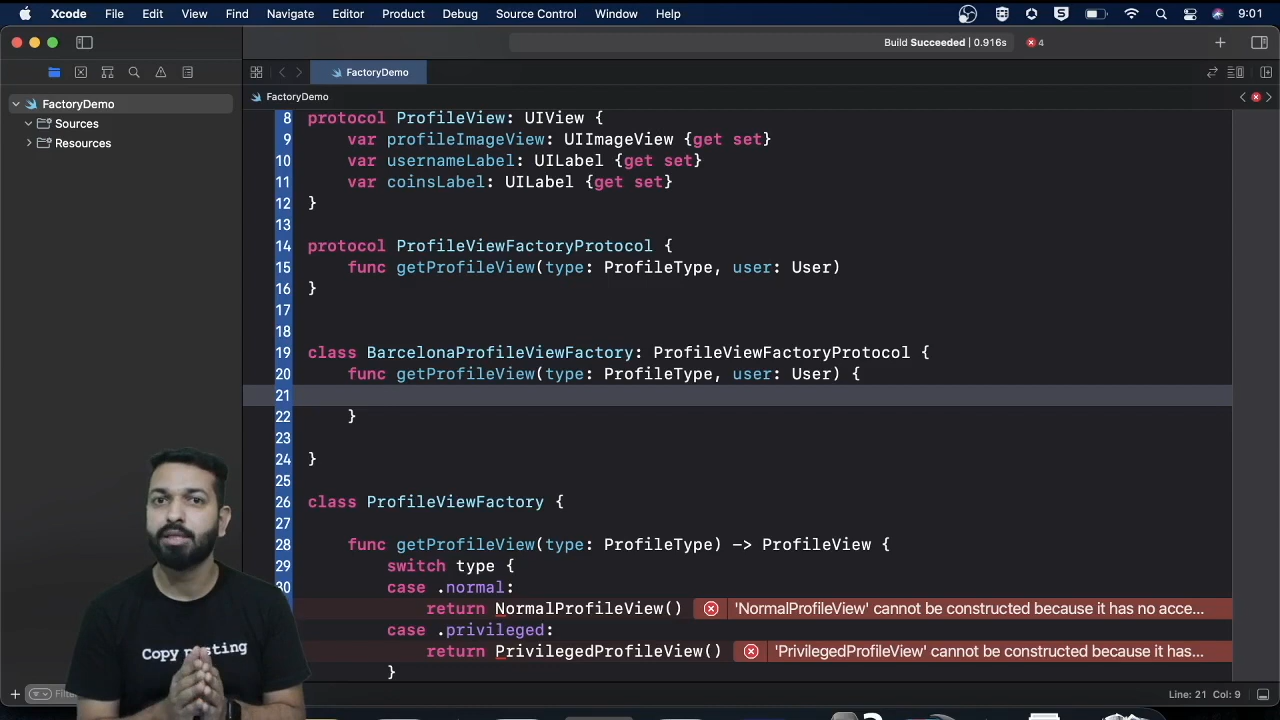 Xcode File Edit View Find Navigate Editor Product Debug Source Control Window Help 9:01
Build Succeeded | 0.916s 4
FactoryDemo
FactoryDemo
FactoryDemo
Sources
Resources
8 protocol ProfileView: UIView {
9 var profileImageView: UIImageView {get set}
10 var usernameLabel: UILabel {get set}
11 var coinsLabel: UILabel {get set}
12 }
13
14 protocol ProfileViewFactoryProtocol {
15 func getProfileView(type: ProfileType, user: User)
16 }
17
18
19 class BarcelonaProfileViewFactory: ProfileViewFactoryProtocol {
20 func getProfileView(type: ProfileType, user: User) {
21
22 }
23
24 }
25
26 class ProfileViewFactory {
27
28 func getProfileView(type: ProfileType) -> ProfileView {
29 switch type {
30 case .normal:
return NormalProfileView() 'NormalProfileView' cannot be constructed because it has no acce...
case .privileged:
return PrivilegedProfileView() 'PrivilegedProfileView' cannot be constructed because it has...
}
Copy
Line: 21 Col: 9